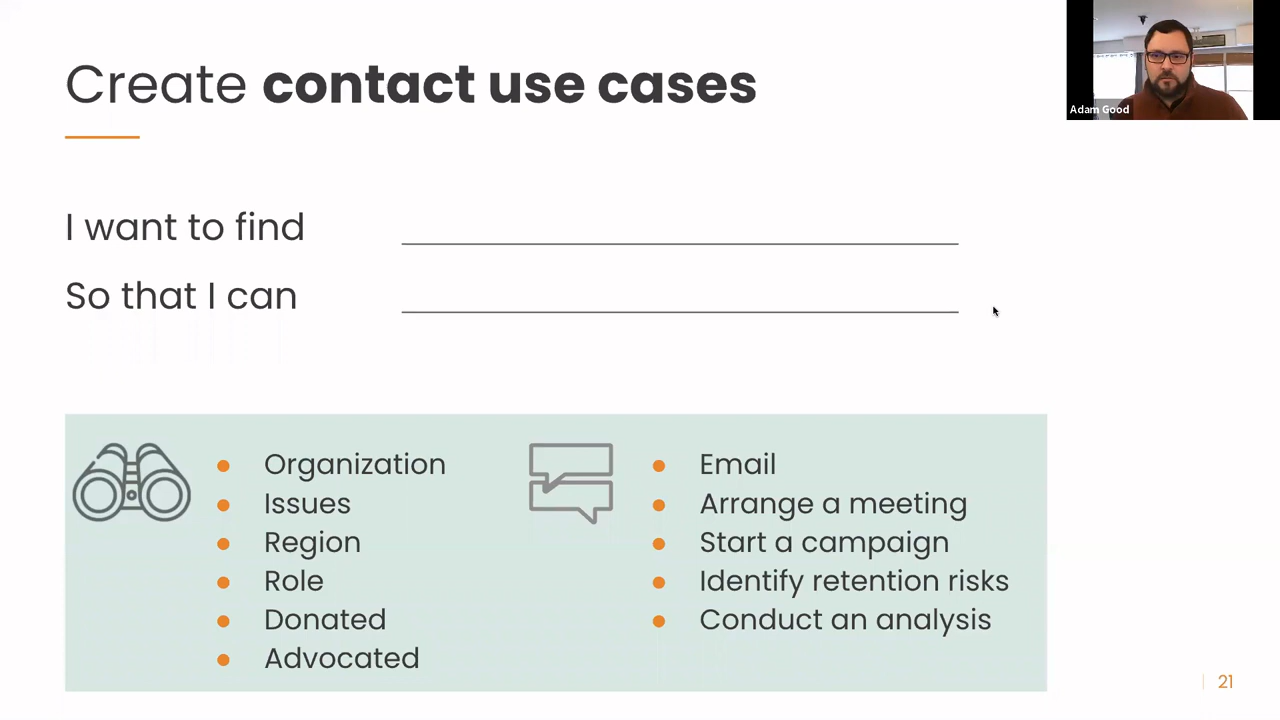 Create contact use cases
Adam Good
I want to find
So that I can
Organization
Issues
Region
Role
Donated
Advocated
Email
Arrange a meeting
Start a campaign
Identify retention risks
Conduct an analysis
21